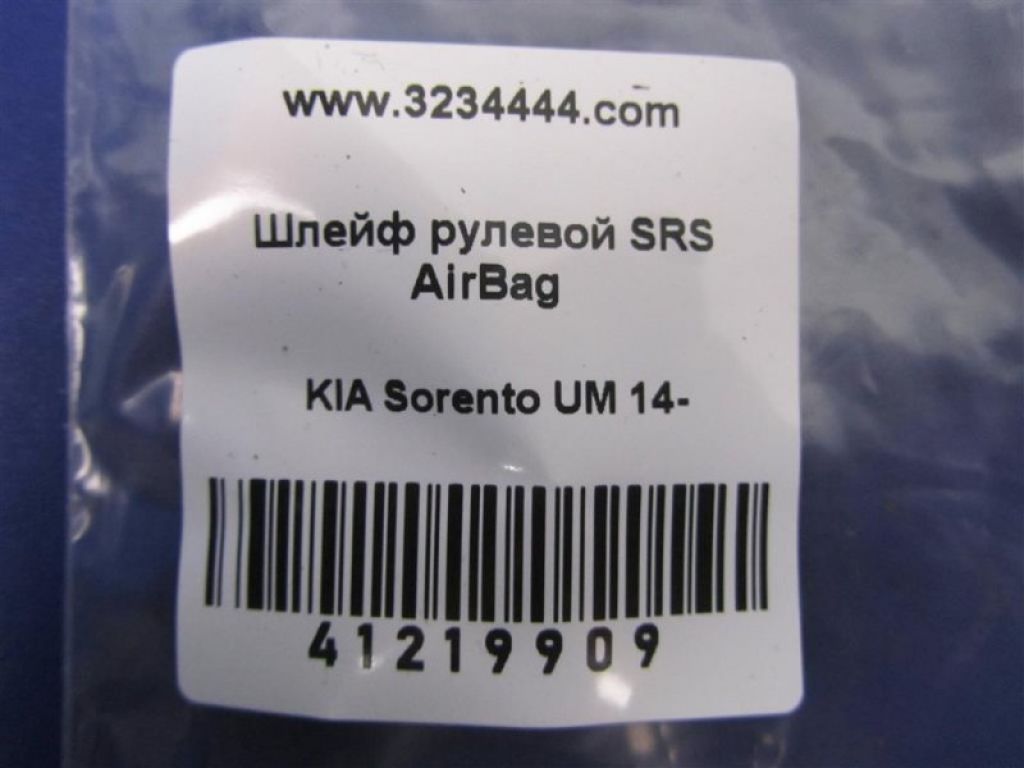 www.3234444.com
Шлейф рулевой SRS
AirBag
KIA Sorento UM 14-
41219909